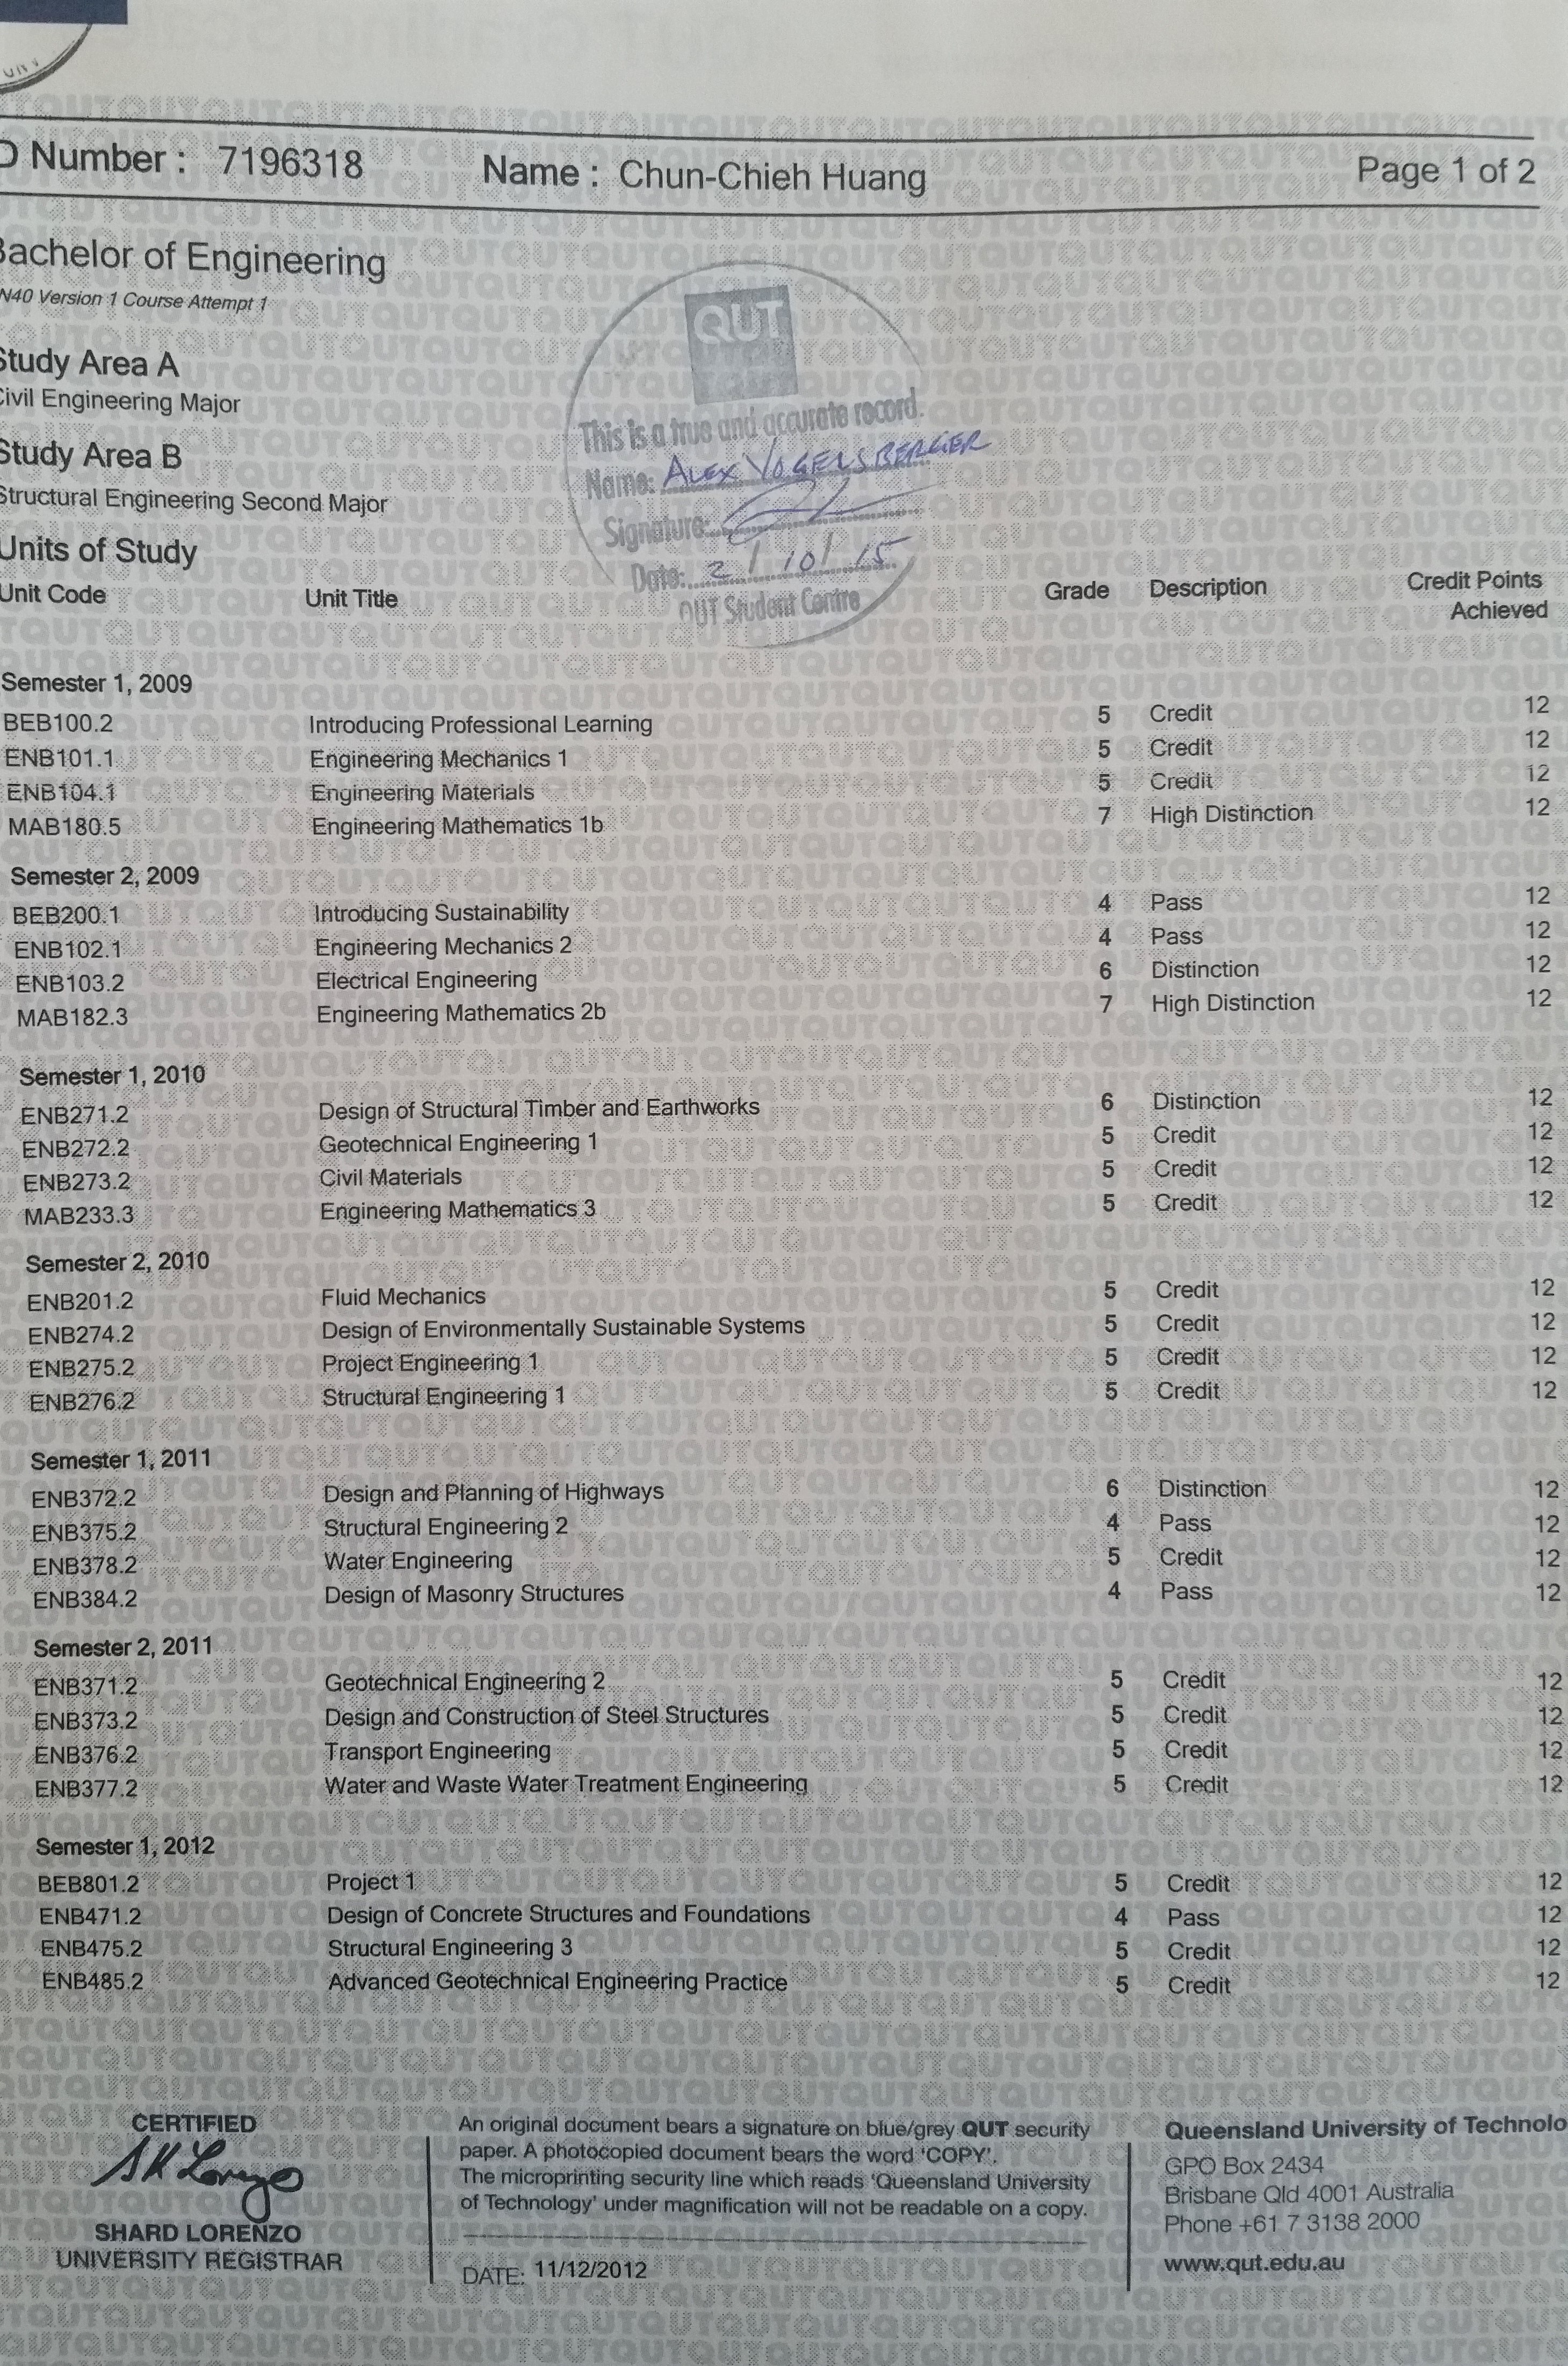 D Number : 7196318 Name : Chun-Chieh Huang Page 1 of 2
Bachelor of Engineering
N40 Version 1 Course Attempt 1
Study Area A
Civil Engineering Major
Study Area B
Structural Engineering Second Major
QUT
This is a true and accurate record.
Name: ALEX VOGELSBERGER
Signature:
Date: 2/10/15
QUT Student Centre
Units of Study
Unit Code Unit Title Grade Description Credit Points Achieved
Semester 1, 2009
BEB100.2 Introducing Professional Learning 5 Credit 12
ENB101.1 Engineering Mechanics 1 5 Credit 12
ENB104.1 Engineering Materials 5 Credit 12
MAB180.5 Engineering Mathematics 1b 7 High Distinction 12
Semester 2, 2009
BEB200.1 Introducing Sustainability 4 Pass 12
ENB102.1 Engineering Mechanics 2 4 Pass 12
ENB103.2 Electrical Engineering 6 Distinction 12
MAB182.3 Engineering Mathematics 2b 7 High Distinction 12
Semester 1, 2010
ENB271.2 Design of Structural Timber and Earthworks 6 Distinction 12
ENB272.2 Geotechnical Engineering 1 5 Credit 12
ENB273.2 Civil Materials 5 Credit 12
MAB233.3 Engineering Mathematics 3 5 Credit 12
Semester 2, 2010
ENB201.2 Fluid Mechanics 5 Credit 12
ENB274.2 Design of Environmentally Sustainable Systems 5 Credit 12
ENB275.2 Project Engineering 1 5 Credit 12
ENB276.2 Structural Engineering 1 5 Credit 12
Semester 1, 2011
ENB372.2 Design and Planning of Highways 6 Distinction 12
ENB375.2 Structural Engineering 2 4 Pass 12
ENB378.2 Water Engineering 5 Credit 12
ENB384.2 Design of Masonry Structures 4 Pass 12
Semester 2, 2011
ENB371.2 Geotechnical Engineering 2 5 Credit 12
ENB373.2 Design and Construction of Steel Structures 5 Credit 12
ENB376.2 Transport Engineering 5 Credit 12
ENB377.2 Water and Waste Water Treatment Engineering 5 Credit 12
Semester 1, 2012
BEB801.2 Project 1 5 Credit 12
ENB471.2 Design of Concrete Structures and Foundations 4 Pass 12
ENB475.2 Structural Engineering 3 5 Credit 12
ENB485.2 Advanced Geotechnical Engineering Practice 5 Credit 12
CERTIFIED
SHARD LORENZO
UNIVERSITY REGISTRAR
An original document bears a signature on blue/grey QUT security
paper. A photocopied document bears the word 'COPY'.
The microprinting security line which reads 'Queensland University
of Technology' under magnification will not be readable on a copy.
DATE: 11/12/2012
Queensland University of Technolo
GPO Box 2434
Brisbane Qld 4001 Australia
Phone +61 7 3138 2000
www.qut.edu.au